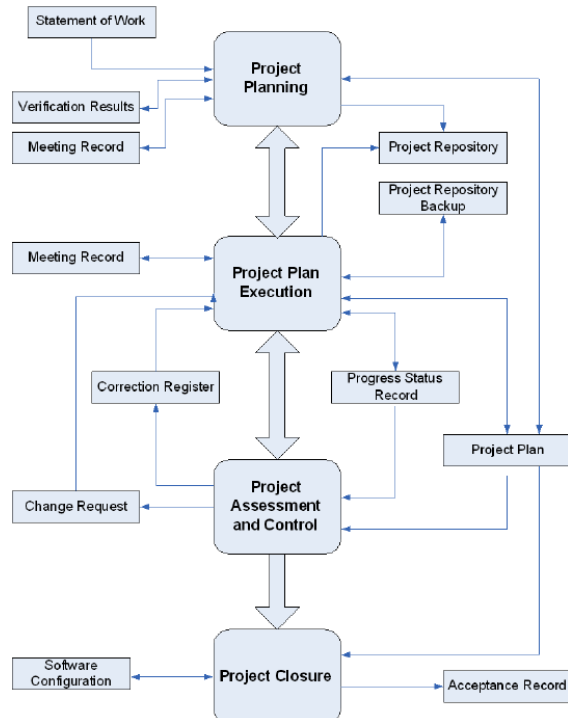 Statement of Work
Project
Planning
Verification Results
Meeting Record
Project Repository
Project Repository
Backup
Meeting Record
Project Plan
Execution
Correction Register
Progress Status
Record
Project Plan
Project
Assessment
and Control
Change Request
Software
Configuration
Project Closure
Acceptance Record